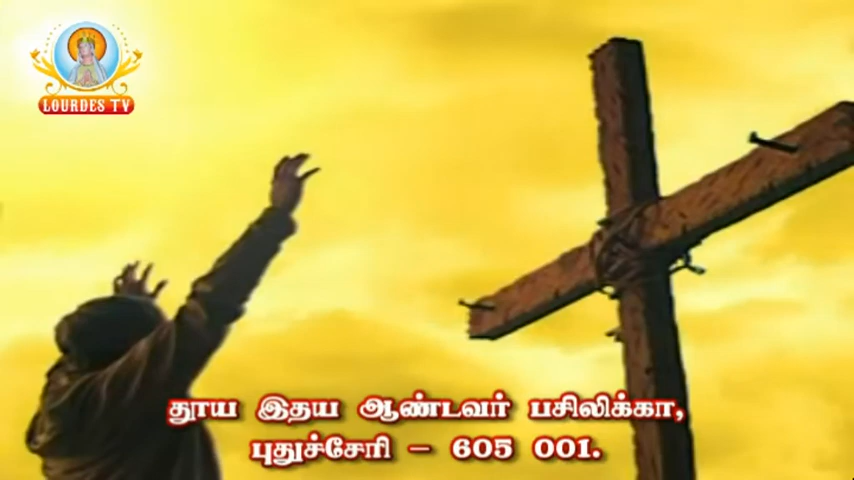 LOURDES TV
தூய இதய ஆண்டவர் பசிலிக்கா,
புதுச்சேரி – 605 001.